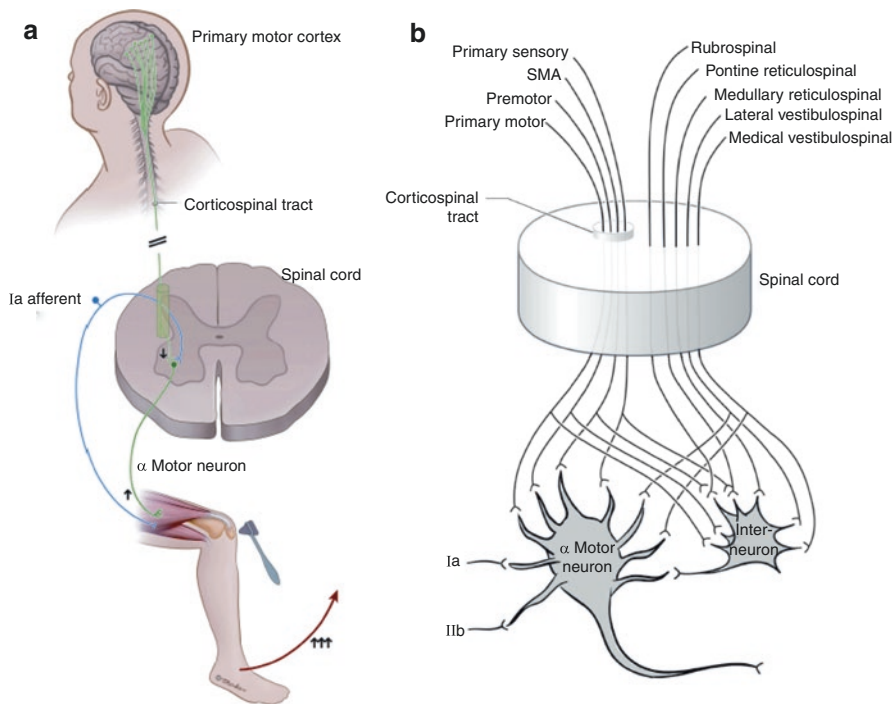 a
Primary motor cortex
Corticospinal tract
Spinal cord
Ia afferent
α Motor neuron
b
Primary sensory
SMA
Premotor
Primary motor
Rubrospinal
Pontine reticulospinal
Medullary reticulospinal
Lateral vestibulospinal
Medical vestibulospinal
Corticospinal
tract
Spinal cord
α Motor
neuron
Inter-
neuron
Ia
IIb